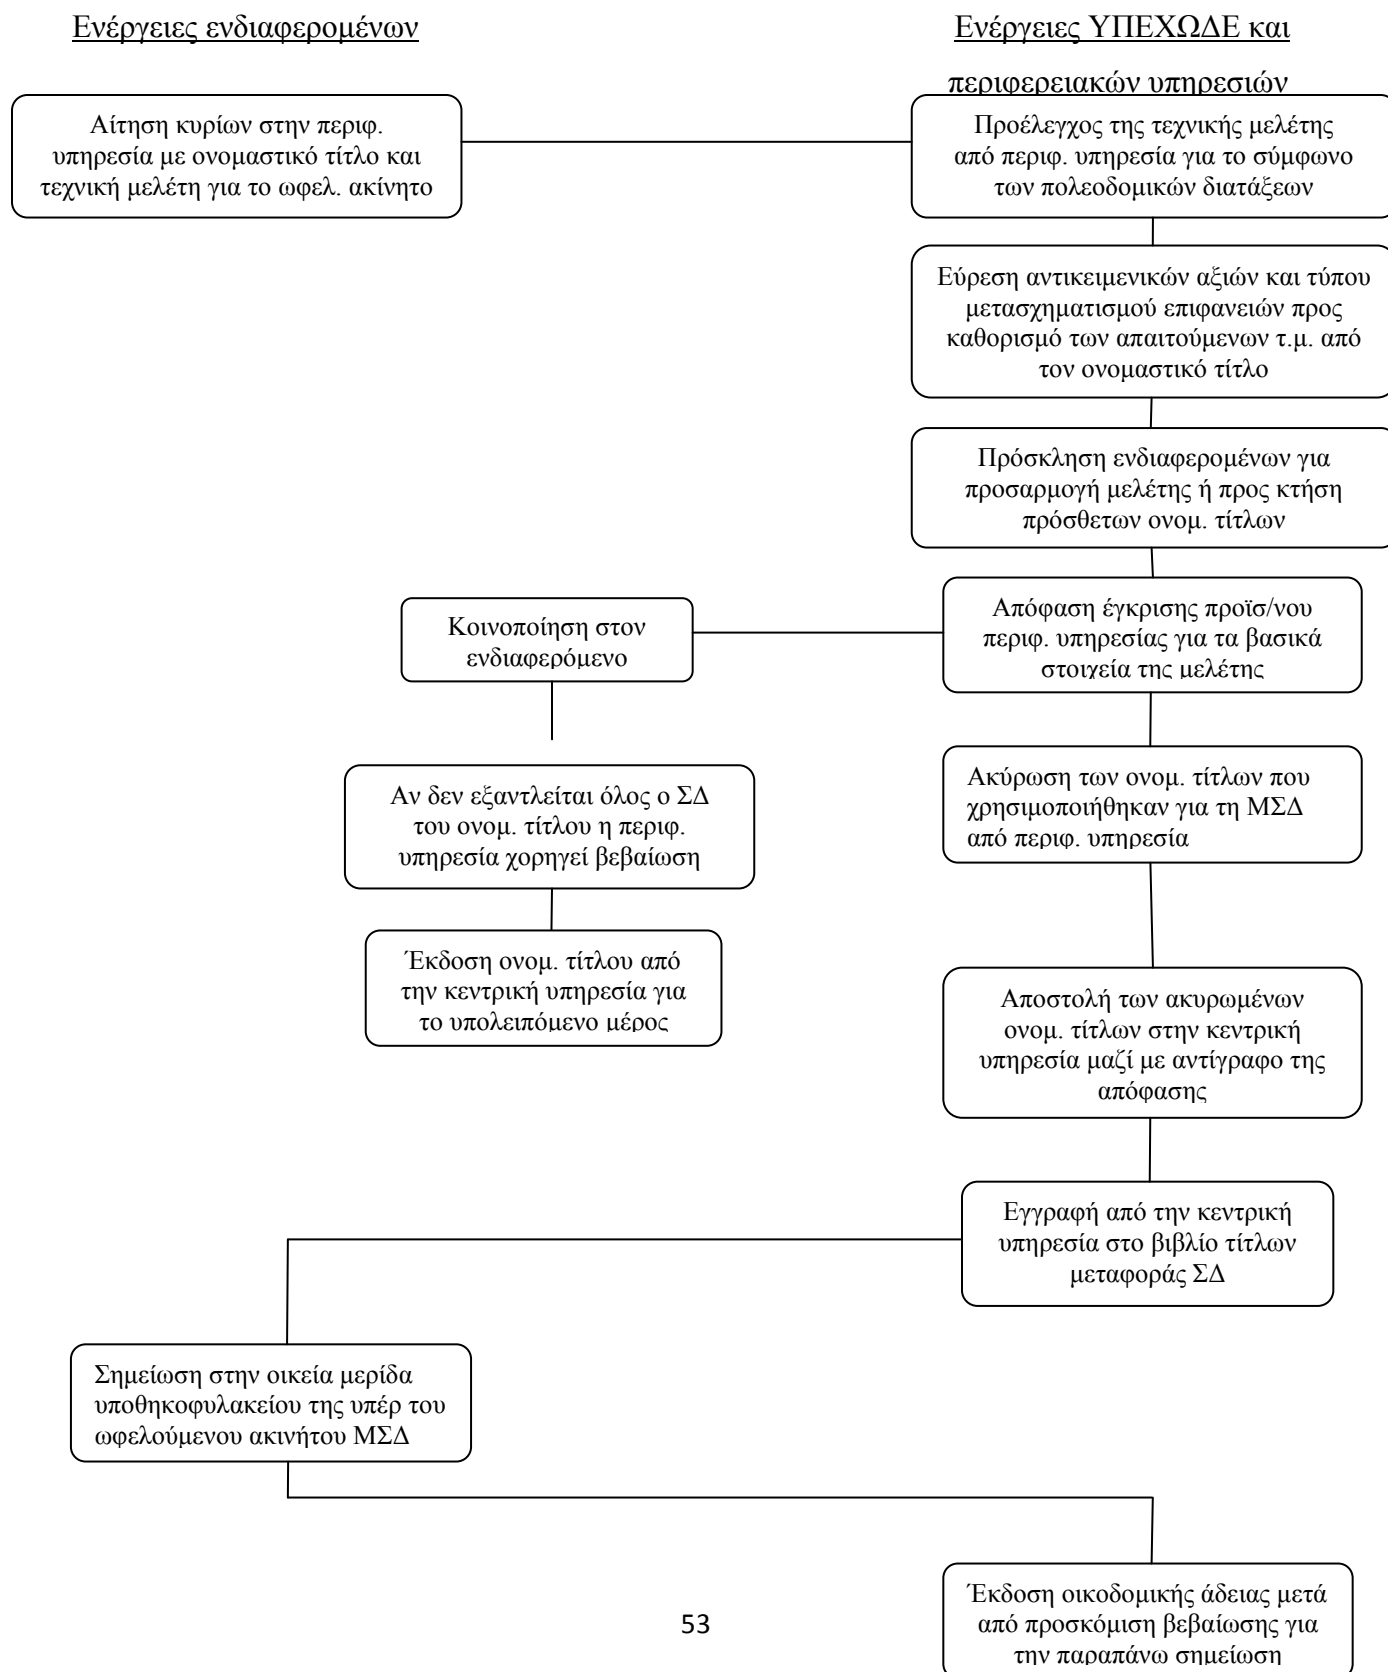 Ενέργειες ενδιαφερομένων
Ενέργειες ΥΠΕΧΩΔΕ και
περιφερειακών υπηρεσιών
Αίτηση κυρίων στην περιφ.
υπηρεσία με ονομαστικό τίτλο και
τεχνική μελέτη για το ωφελ. ακίνητο
Προέλεγχος της τεχνικής μελέτης
από περιφ. υπηρεσία για το σύμφωνο
των πολεοδομικών διατάξεων
Εύρεση αντικειμενικών αξιών και τύπου
μετασχηματισμού επιφανειών προς
καθορισμό των απαιτούμενων τ.μ. από
τον ονομαστικό τίτλο
Πρόσκληση ενδιαφερομένων για
προσαρμογή μελέτης ή προς κτήση
πρόσθετων ονομ. τίτλων
Κοινοποίηση στον
ενδιαφερόμενο
Απόφαση έγκρισης προϊσ/νου
περιφ. υπηρεσίας για τα βασικά
στοιχεία της μελέτης
Αν δεν εξαντλείται όλος ο ΣΔ
του ονομ. τίτλου η περιφ.
υπηρεσία χορηγεί βεβαίωση
Ακύρωση των ονομ. τίτλων που
χρησιμοποιήθηκαν για τη ΜΣΔ
από περιφ. υπηρεσία
Έκδοση ονομ. τίτλου από
την κεντρική υπηρεσία για
το υπολειπόμενο μέρος
Αποστολή των ακυρωμένων
ονομ. τίτλων στην κεντρική
υπηρεσία μαζί με αντίγραφο της
απόφασης
Εγγραφή από την κεντρική
υπηρεσία στο βιβλίο τίτλων
μεταφοράς ΣΔ
Σημείωση στην οικεία μερίδα
υποθηκοφυλακείου της υπέρ του
ωφελούμενου ακινήτου ΜΣΔ
Έκδοση οικοδομικής άδειας μετά
από προσκόμιση βεβαίωσης για
την παραπάνω σημείωση
53